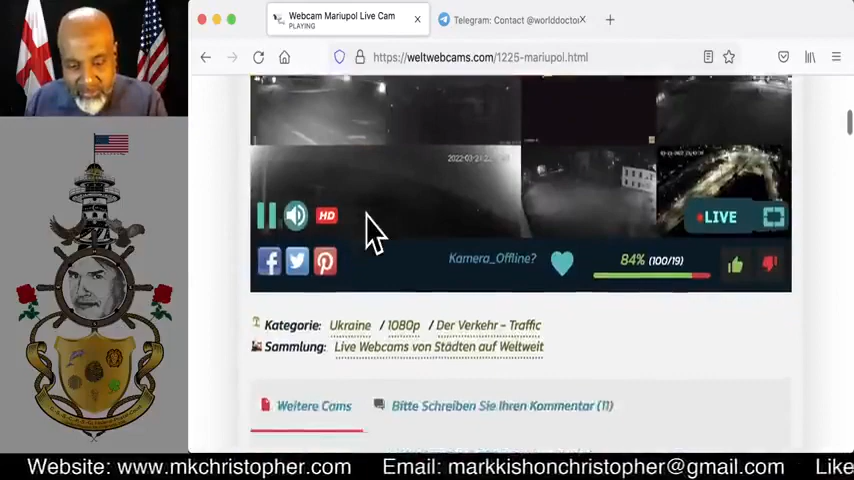 Webcam Mariupol Live Cam
PLAYING
Telegram: Contact @worlddocto
https://weltwebcams.com/1225-mariupol.html
2022-03-21 22
HD
LIVE
Kamera_Offline?
84% (100/19)
Kategorie: Ukraine / 1080p / Der Verkehr - Traffic
Sammlung: Live Webcams von Städten auf Weltweit
Weitere Cams
Bitte Schreiben Sie Ihren Kommentar (11)
Website: www.mkchristopher.com Email: markkishonchristopher@gmail.com Like